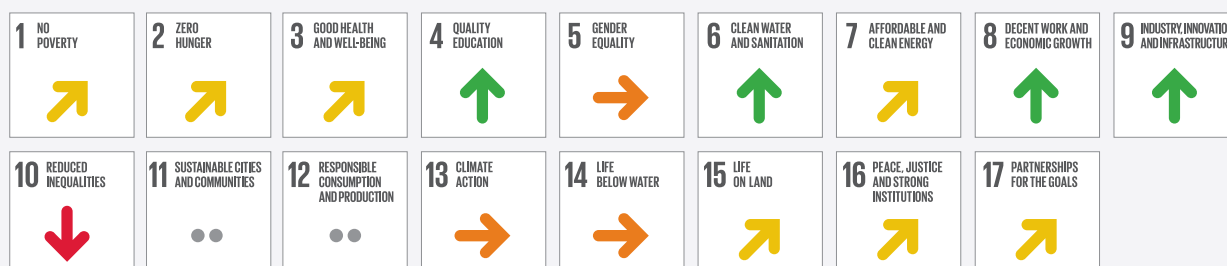 1 NO
POVERTY
2 ZERO
HUNGER
3 GOOD HEALTH
AND WELL-BEING
4 QUALITY
EDUCATION
5 GENDER
EQUALITY
6 CLEAN WATER
AND SANITATION
7 AFFORDABLE AND
CLEAN ENERGY
8 DECENT WORK AND
ECONOMIC GROWTH
9 INDUSTRY, INNOVATIO
AND INFRASTRUCTUR
10 REDUCED
INEQUALITIES
11 SUSTAINABLE CITIES
AND COMMUNITIES
12 RESPONSIBLE
CONSUMPTION
AND PRODUCTION
13 CLIMATE
ACTION
14 LIFE
BELOW WATER
15 LIFE
ON LAND
16 PEACE, JUSTICE
AND STRONG
INSTITUTIONS
17 PARTNERSHIPS
FOR THE GOALS